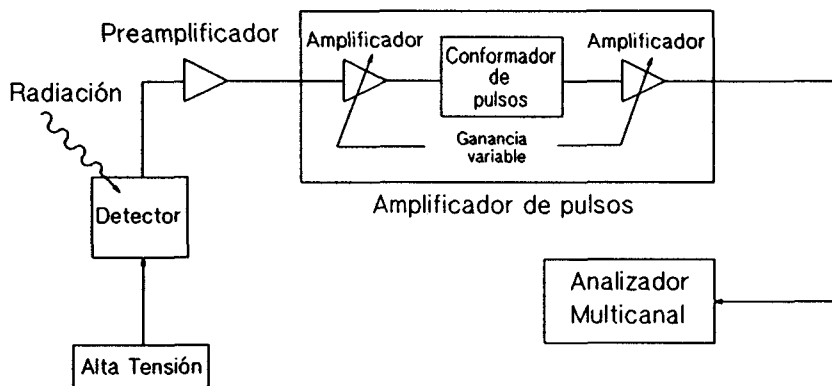 Preamplificador
Amplificador
Amplificador
Conformador
de
pulsos
Radiación
Ganancia
variable
Detector
Amplificador de pulsos
Analizador
Multicanal
Alta Tensión